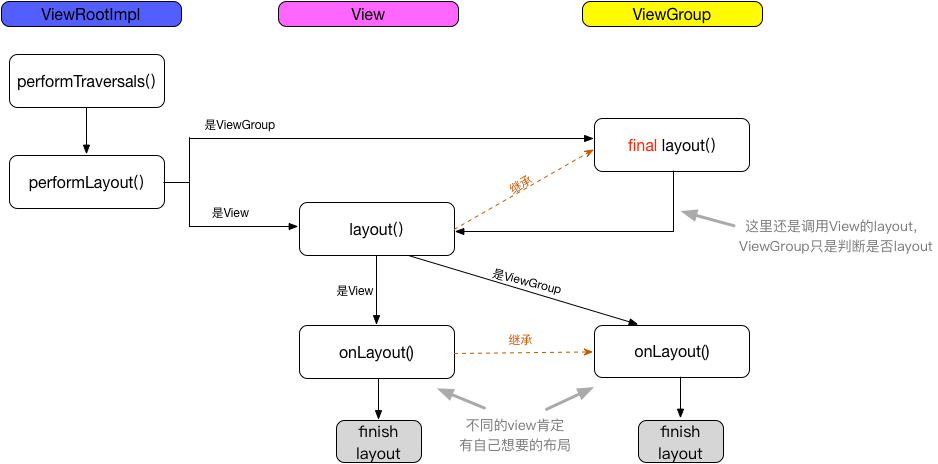 ViewRootImpl
View
ViewGroup
performTraversals()
是ViewGroup
final layout()
performLayout()
继承
是View
layout()
这里还是调用View的layout,
ViewGroup只是判断是否layout
是ViewGroup
是View
onLayout()
继承
onLayout()
不同的view肯定
有自己想要的布局
finish
layout
finish
layout